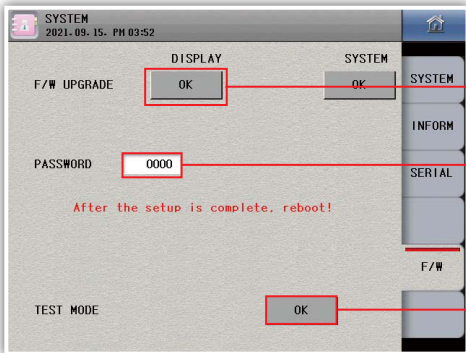 SYSTEM
2021. 09. 15. PM 03:52
DISPLAY SYSTEM
F/W UPGRADE OK OK
PASSWORD 0000
After the setup is complete, reboot!
TEST MODE OK
SYSTEM
INFORM
SERIAL
F/W